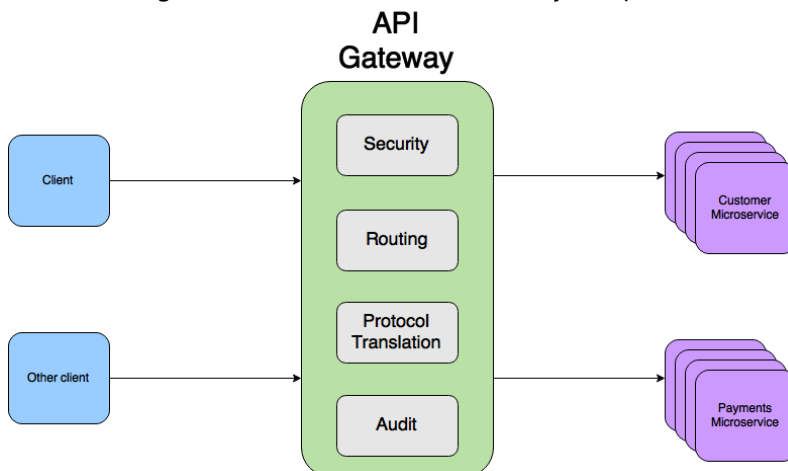 API
Gateway
Security
Client
Customer
Microservice
Routing
Protocol
Translation
Other client
Payments
Microservice
Audit